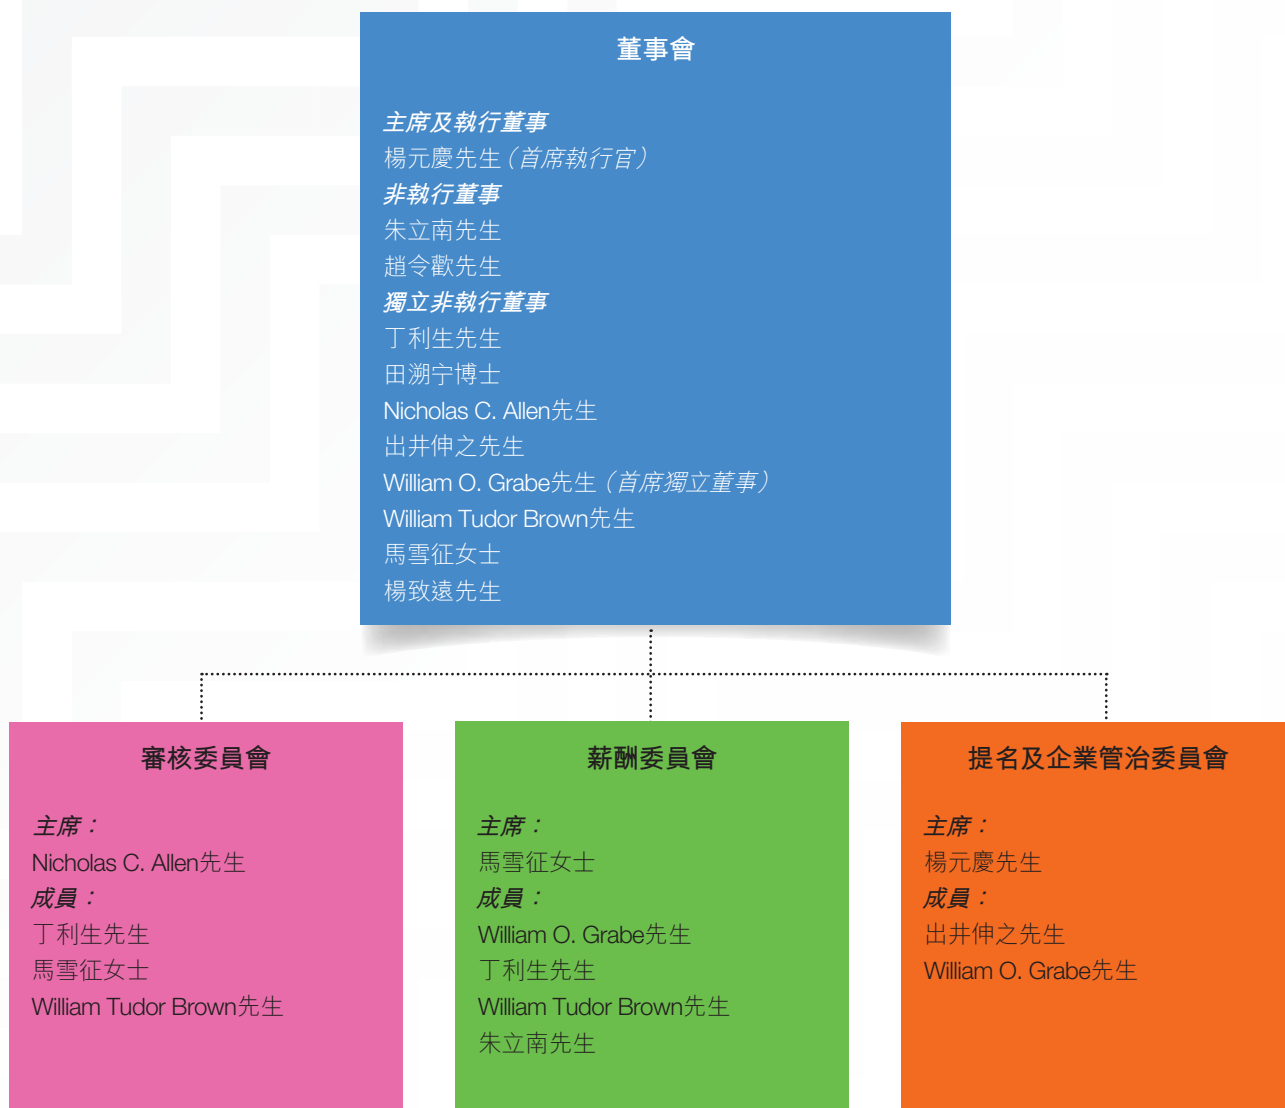 董事會
主席及執行董事
楊元慶先生（首席執行官）
非執行董事
朱立南先生
趙令歡先生
獨立非執行董事
丁利生先生
田溯宁博士
Nicholas C. Allen先生
出井伸之先生
William O. Grabe先生（首席獨立董事）
William Tudor Brown先生
馬雪征女士
楊致遠先生
審核委員會
主席：
Nicholas C. Allen先生
成員：
丁利生先生
馬雪征女士
William Tudor Brown先生
薪酬委員會
主席：
馬雪征女士
成員：
William O. Grabe先生
丁利生先生
William Tudor Brown先生
朱立南先生
提名及企業管治委員會
主席：
楊元慶先生
成員：
出井伸之先生
William O. Grabe先生